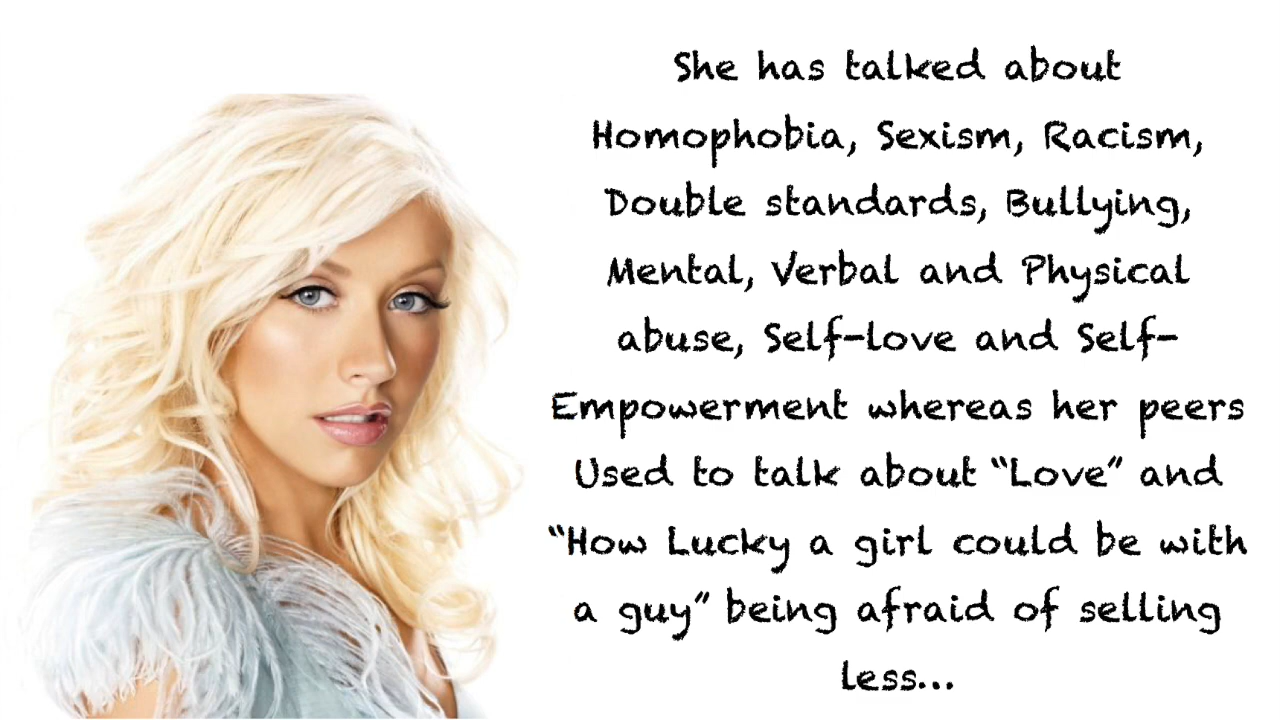 She has talked about
Homophobia, Sexism, Racism,
Double standards, Bullying,
Mental, Verbal and Physical
abuse, Self-love and Self-
Empowerment whereas her peers
Used to talk about “Love” and
“How Lucky a girl could be with
a guy” being afraid of selling
less...